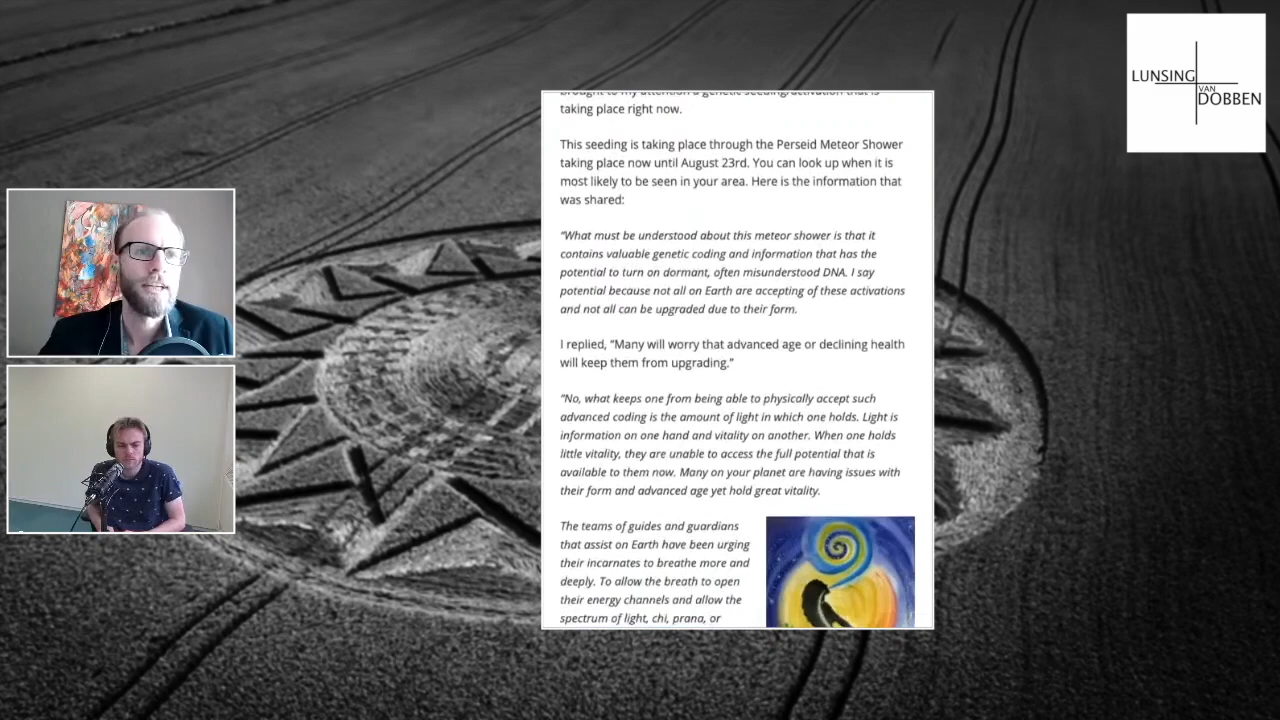 LUNSING
VAN
DOBBEN
brought to my attention a genetic seeding/activation that is
taking place right now.
This seeding is taking place through the Perseid Meteor Shower
taking place now until August 23rd. You can look up when it is
most likely to be seen in your area. Here is the information that
was shared:
“What must be understood about this meteor shower is that it
contains valuable genetic coding and information that has the
potential to turn on dormant, often misunderstood DNA. I say
potential because not all on Earth are accepting of these activations
and not all can be upgraded due to their form.
I replied, “Many will worry that advanced age or declining health
will keep them from upgrading.”
“No, what keeps one from being able to physically accept such
advanced coding is the amount of light in which one holds. Light is
information on one hand and vitality on another. When one holds
little vitality, they are unable to access the full potential that is
available to them now. Many on your planet are having issues with
their form and advanced age yet hold great vitality.
The teams of guides and guardians
that assist on Earth have been urging
their incarnates to breathe more and
deeply. To allow the breath to open
their energy channels and allow the
spectrum of light, chi, prana, or